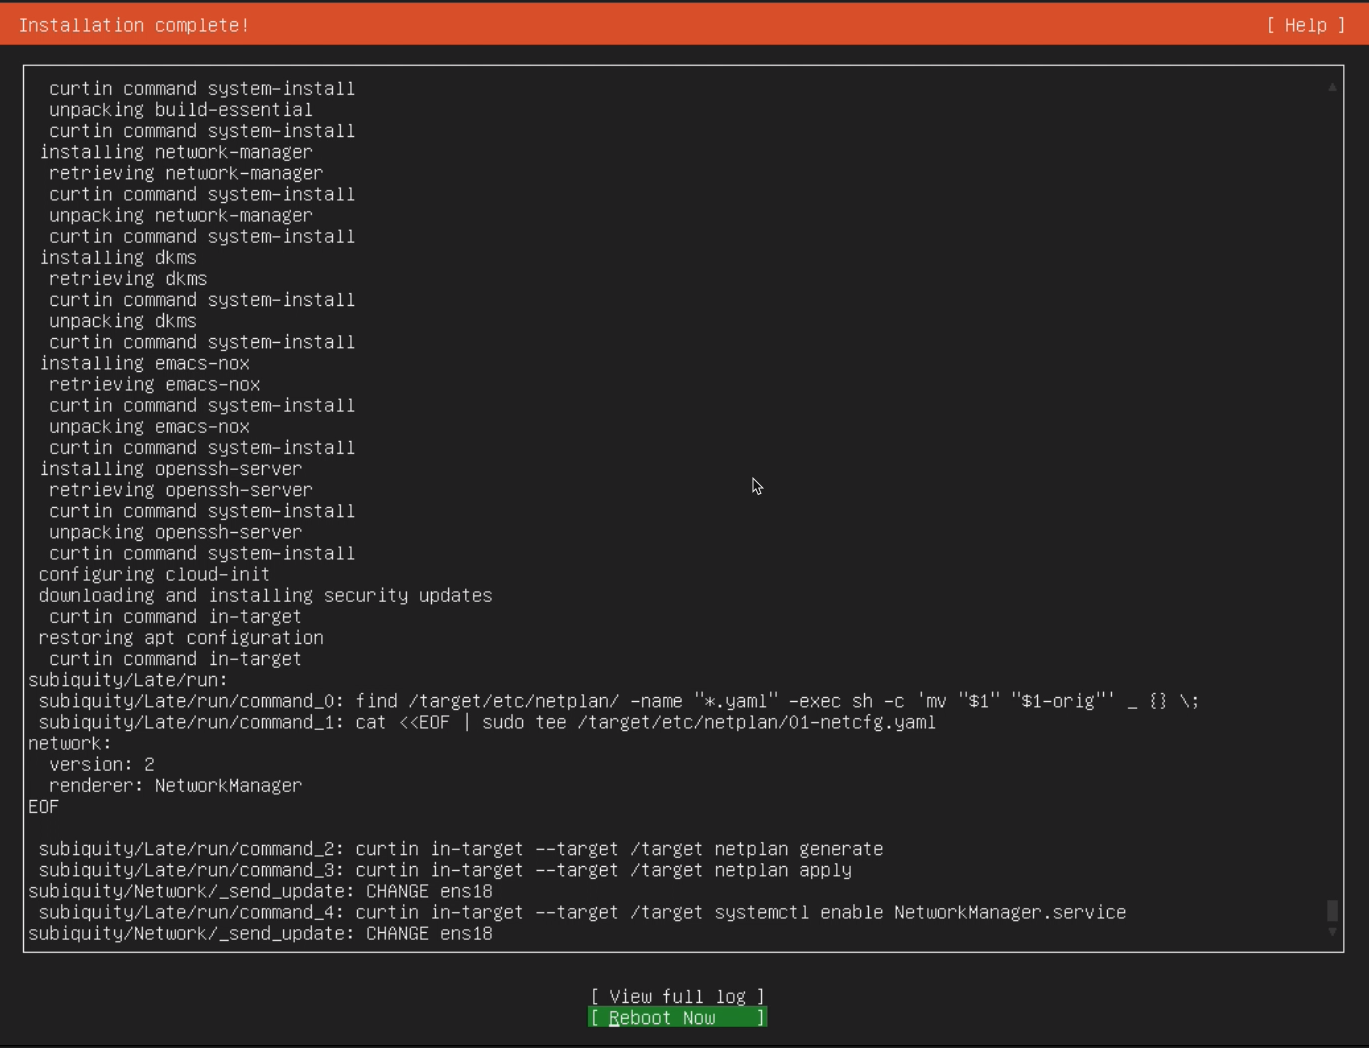 Installation complete!
[ Help ]
curtin command system-install
unpacking build-essential
curtin command system-install
installing network-manager
retrieving network-manager
curtin command system-install
unpacking network-manager
curtin command system-install
installing dkms
retrieving dkms
curtin command system-install
unpacking dkms
curtin command system-install
installing emacs-nox
retrieving emacs-nox
curtin command system-install
unpacking emacs-nox
curtin command system-install
installing openssh-server
retrieving openssh-server
curtin command system-install
unpacking openssh-server
curtin command system-install
configuring cloud-init
downloading and installing security updates
curtin command in-target
restoring apt configuration
curtin command in-target
subiquity/Late/run:
subiquity/Late/run/command_0: find /target/etc/netplan/ -name "*.yaml" -exec sh -c 'mv "$1" "$1-orig"' _ {} \;
subiquity/Late/run/command_1: cat <<EOF | sudo tee /target/etc/netplan/01-netcfg.yaml
network:
version: 2
renderer: NetworkManager
EOF
subiquity/Late/run/command_2: curtin in-target --target /target netplan generate
subiquity/Late/run/command_3: curtin in-target --target /target netplan apply
subiquity/Network/_send_update: CHANGE ens18
subiquity/Late/run/command_4: curtin in-target --target /target systemctl enable NetworkManager.service
subiquity/Network/_send_update: CHANGE ens18
[ View full log ]
[ Reboot Now ]